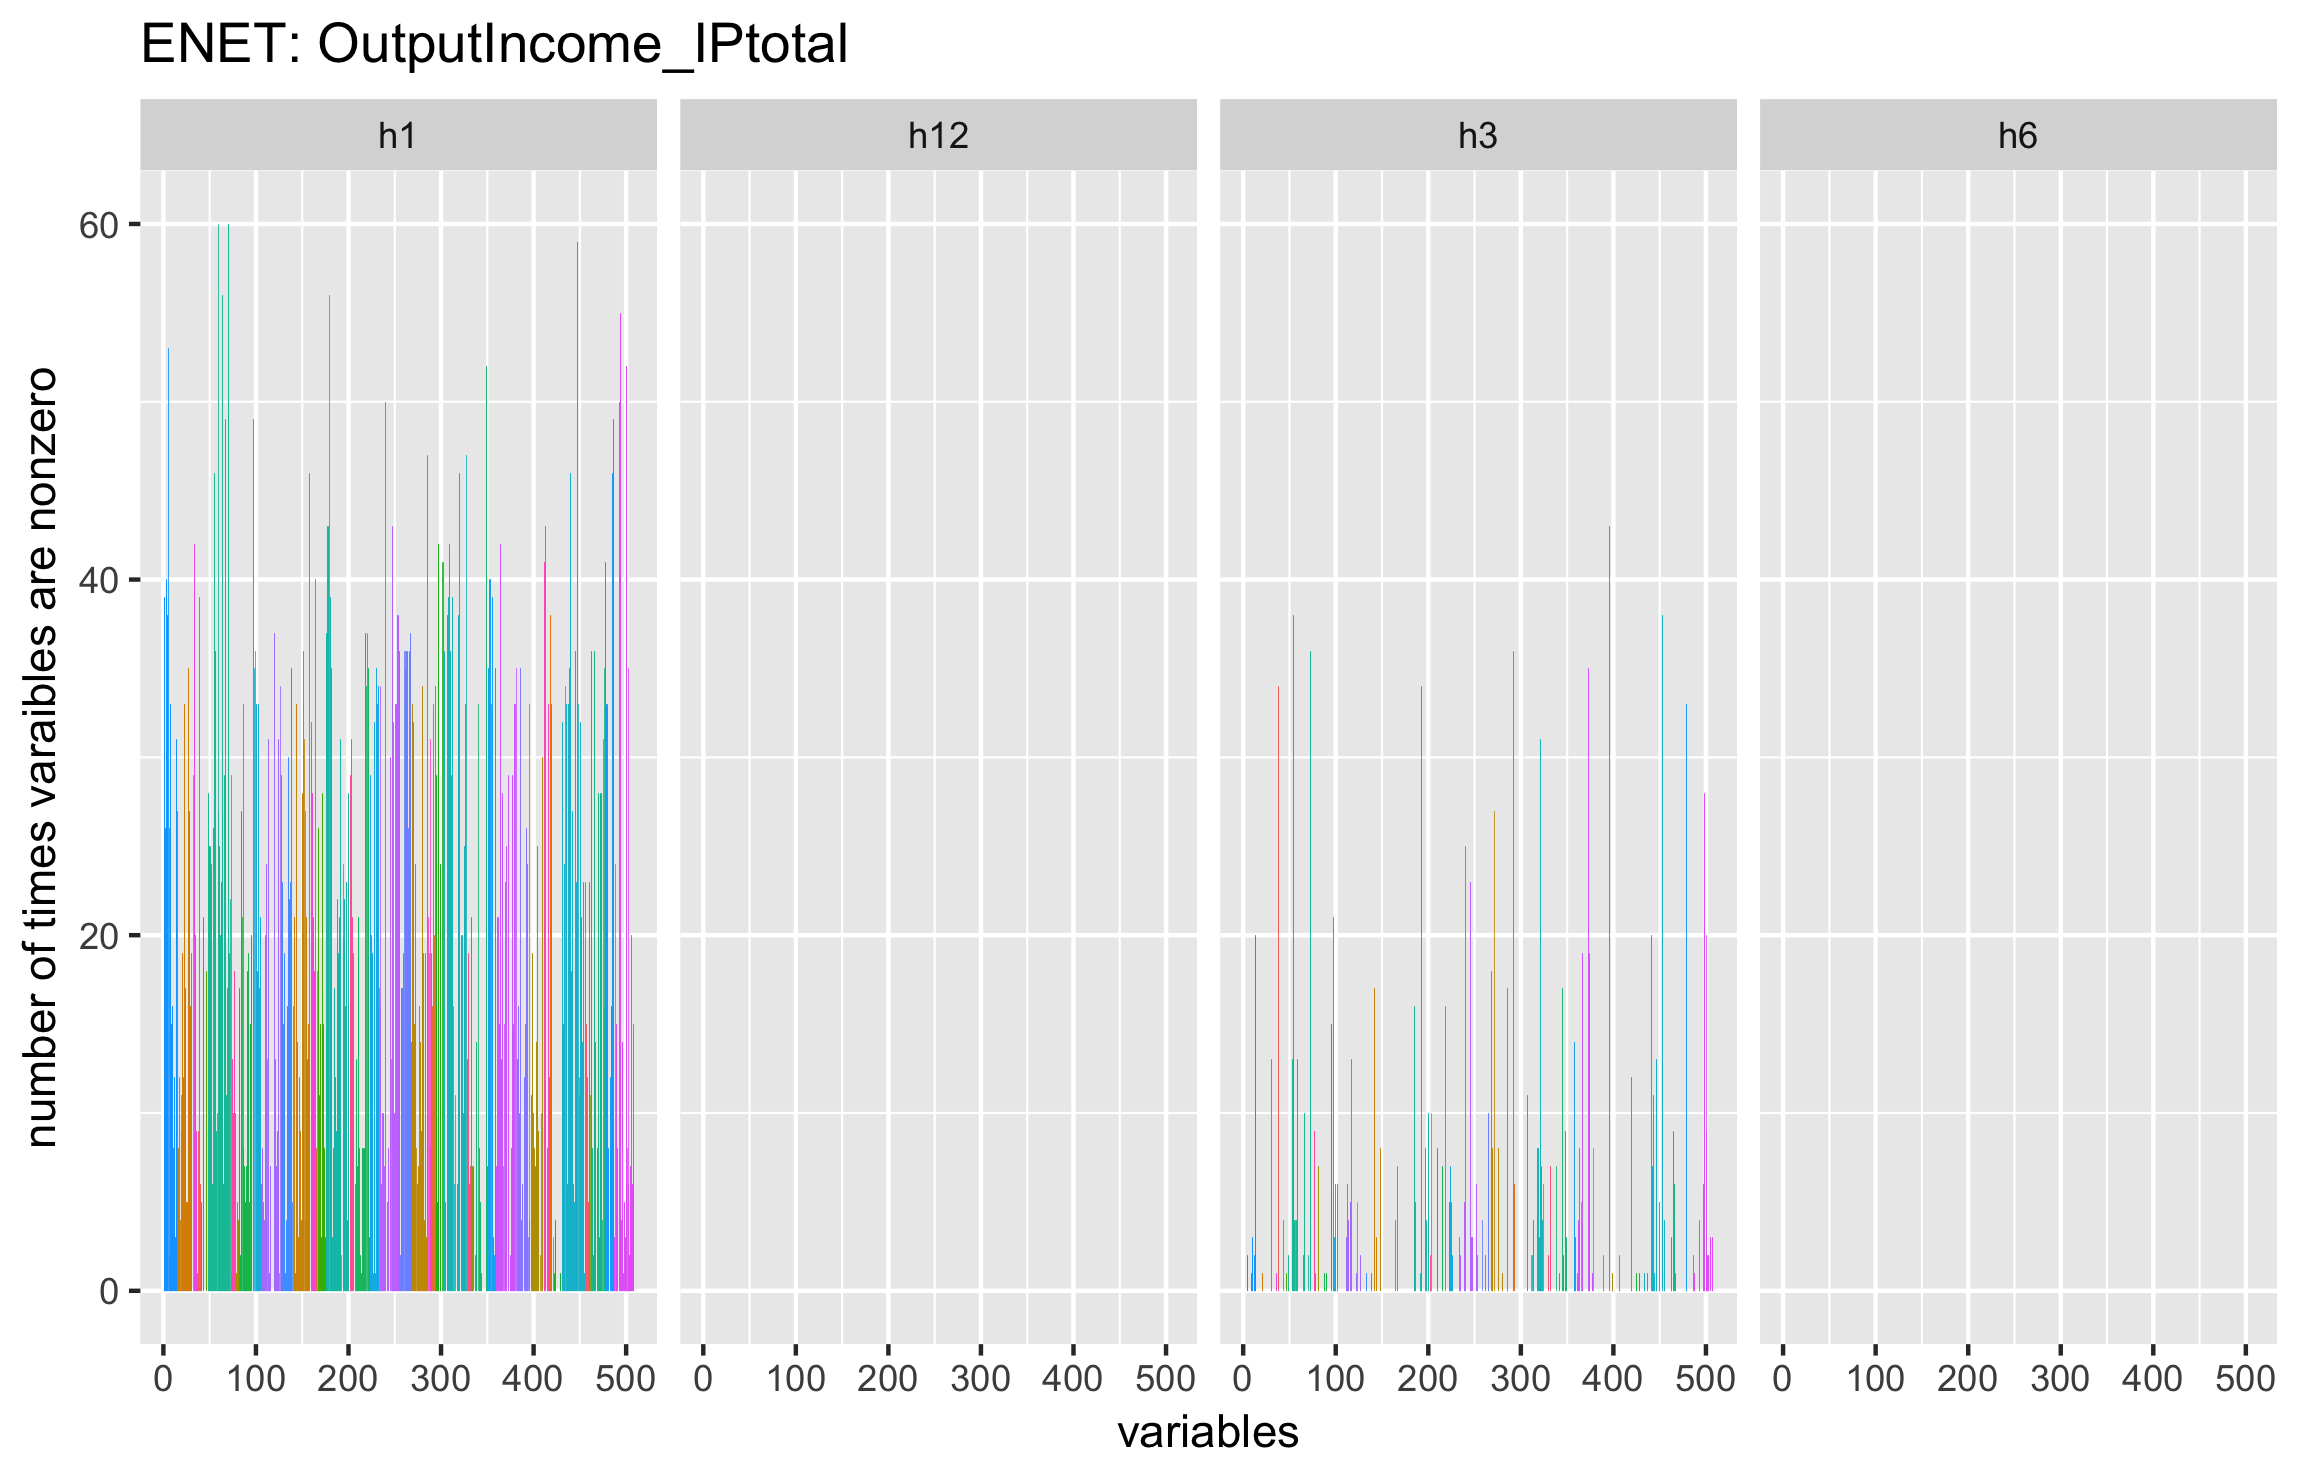 ENET: OutputIncome_IPtotal
h1 h12 h3 h6
number of times varaibles are nonzero
60
40
20
0
0 100 200 300 400 500 0 100 200 300 400 500 0 100 200 300 400 500 0 100 200 300 400 500
variables